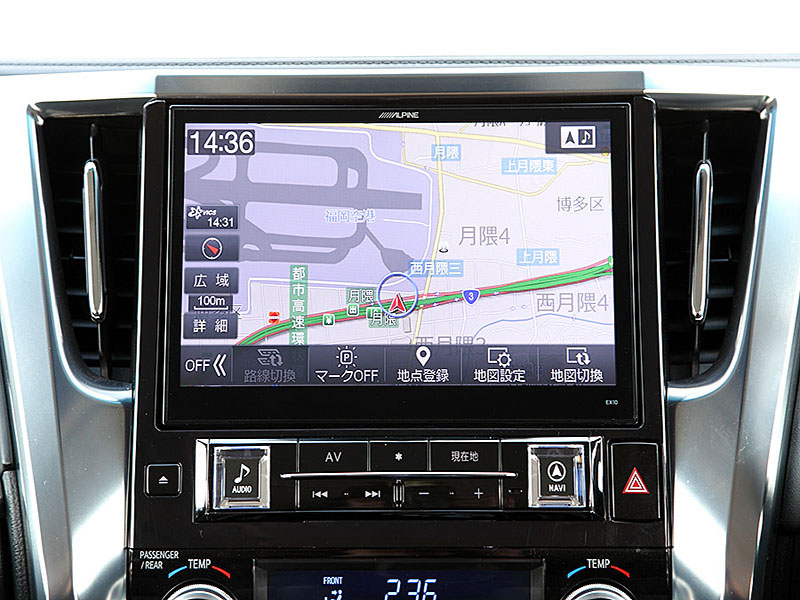 ALPINE
14:36
月隈
上月隈東
博多区
VICS
14:31
福岡空港
月隈4
上月隈
西月隈三
広域
都市高速環
3
100m
月隈
西月隈4
月隈
詳細
OFF
路線切換
マークOFF
地点登録
地図設定
地図切換
EX10
AV
*
現在地
AUDIO
NAVI
PASSENGER
/REAR
TEMP
FRONT
236
TEMP